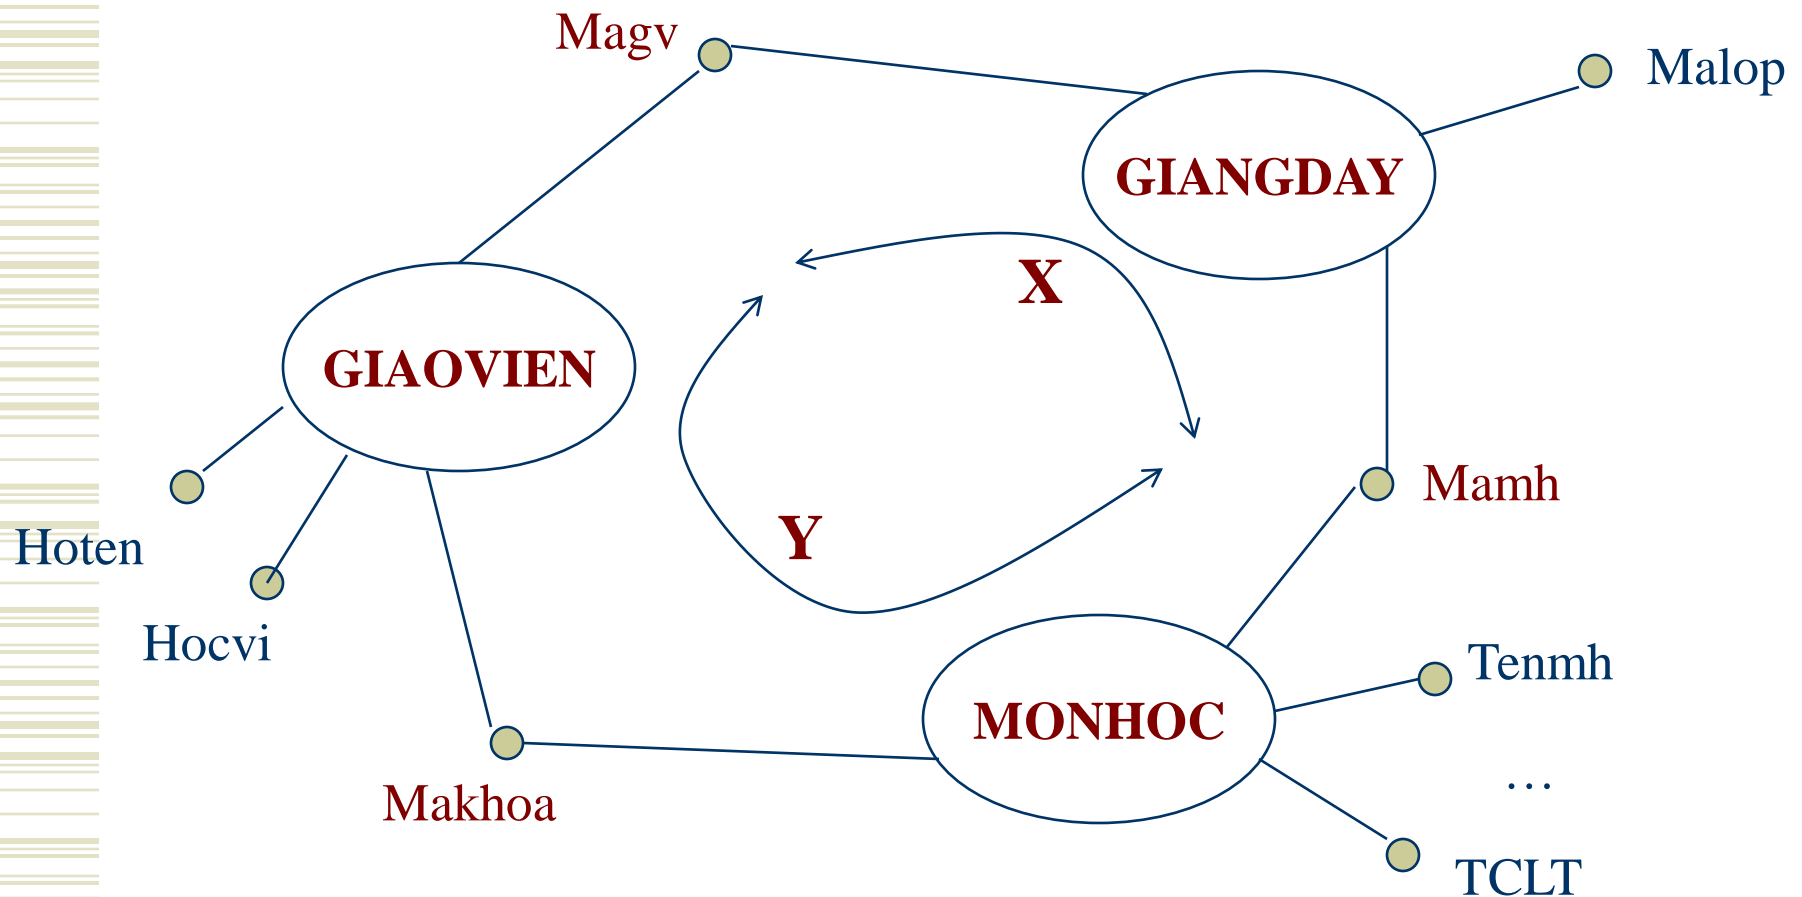 Magv
Malop
GIANGDAY
X
GIAOVIEN
Mamh
Y
Hoten
Hocvi
Tenmh
MONHOC
…
Makhoa
TCLT